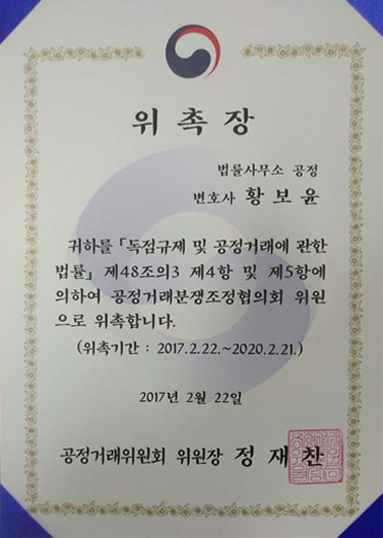 위촉장
법률사무소 공정
변호사 황보윤
귀하를 「독점규제 및 공정거래에 관한
법률」 제48조의3 제4항 및 제5항에
의하여 공정거래분쟁조정협의회 위원
으로 위촉합니다.
(위촉기간 : 2017.2.22.~2020.2.21.)
2017년 2월 22일
공정거래위원회 위원장 정재찬